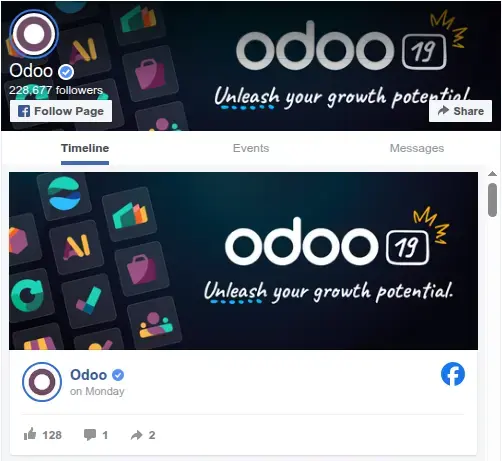 odoo 19
Unleash your growth potential.
Odoo
228,677 followers
Follow Page
Share
Timeline
Events
Messages
odoo 19
Unleash your growth potential.
Odoo
on Monday
128
1
2